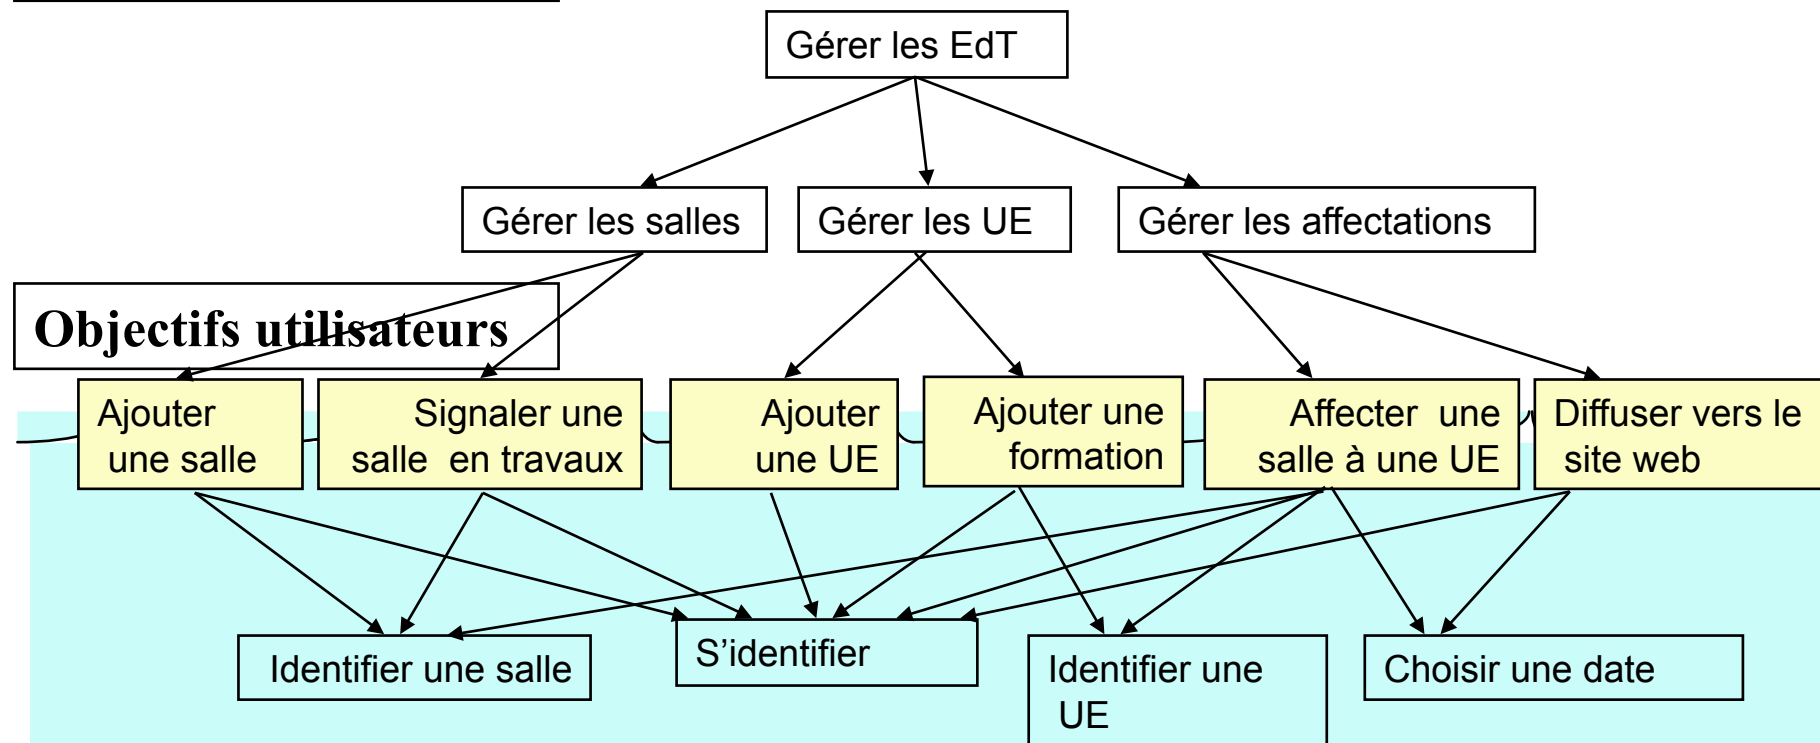 Gérer les EdT
Gérer les salles
Gérer les UE
Gérer les affectations
Objectifs utilisateurs
Ajouter
une salle
Signaler une
salle en travaux
Ajouter
une UE
Ajouter une
formation
Affecter une
salle à une UE
Diffuser vers le
site web
Identifier une salle
S'identifier
Identifier une
UE
Choisir une date